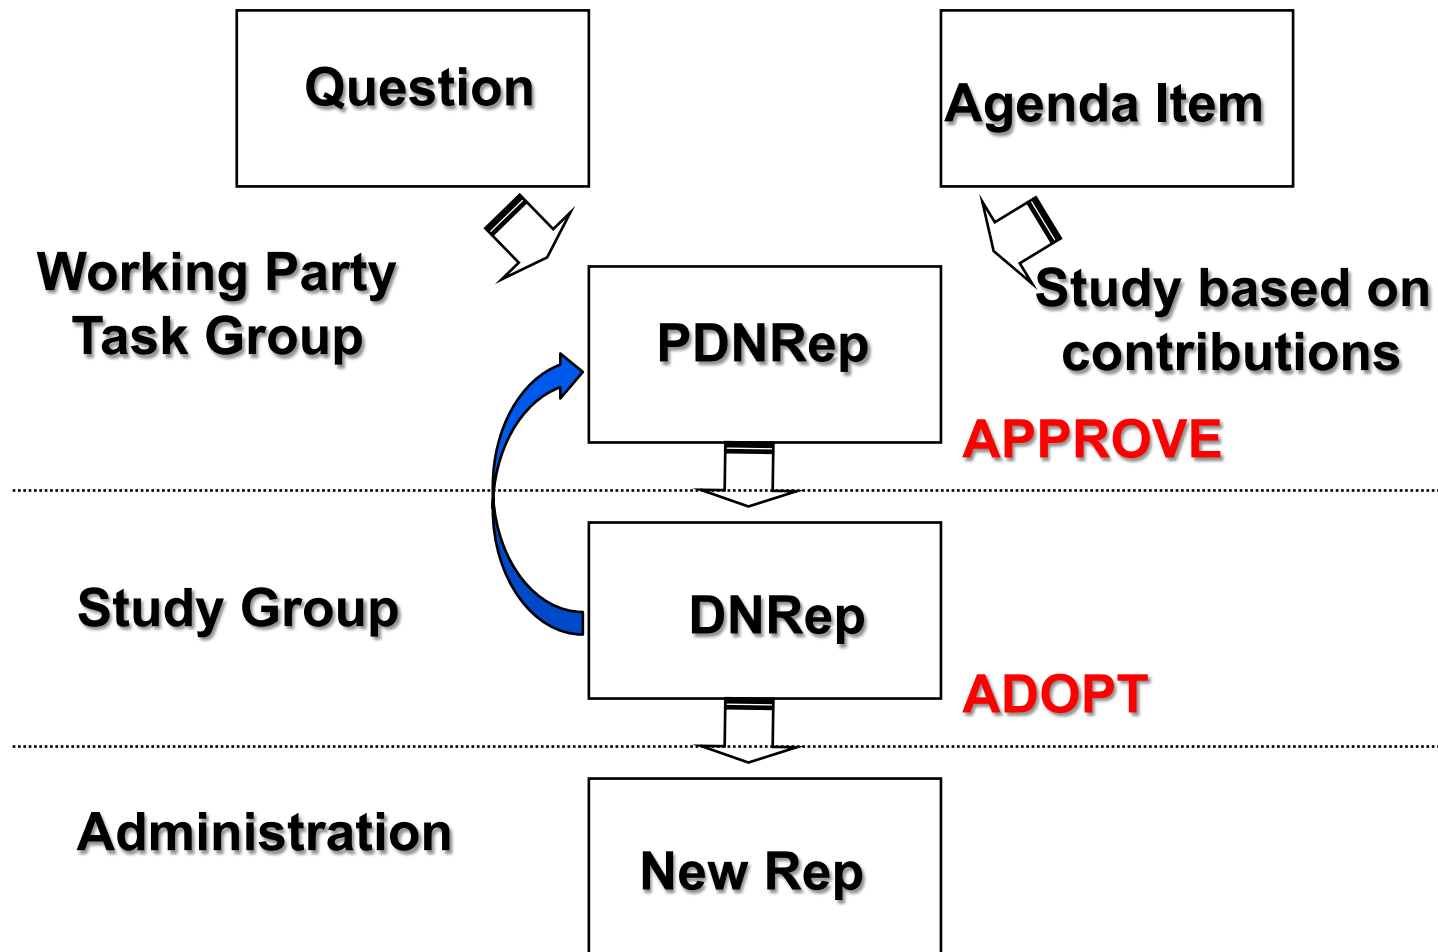 Question
Agenda Item
Working Party
Task Group
Study based on
contributions
PDNRep
APPROVE
Study Group
DNRep
ADOPT
Administration
New Rep